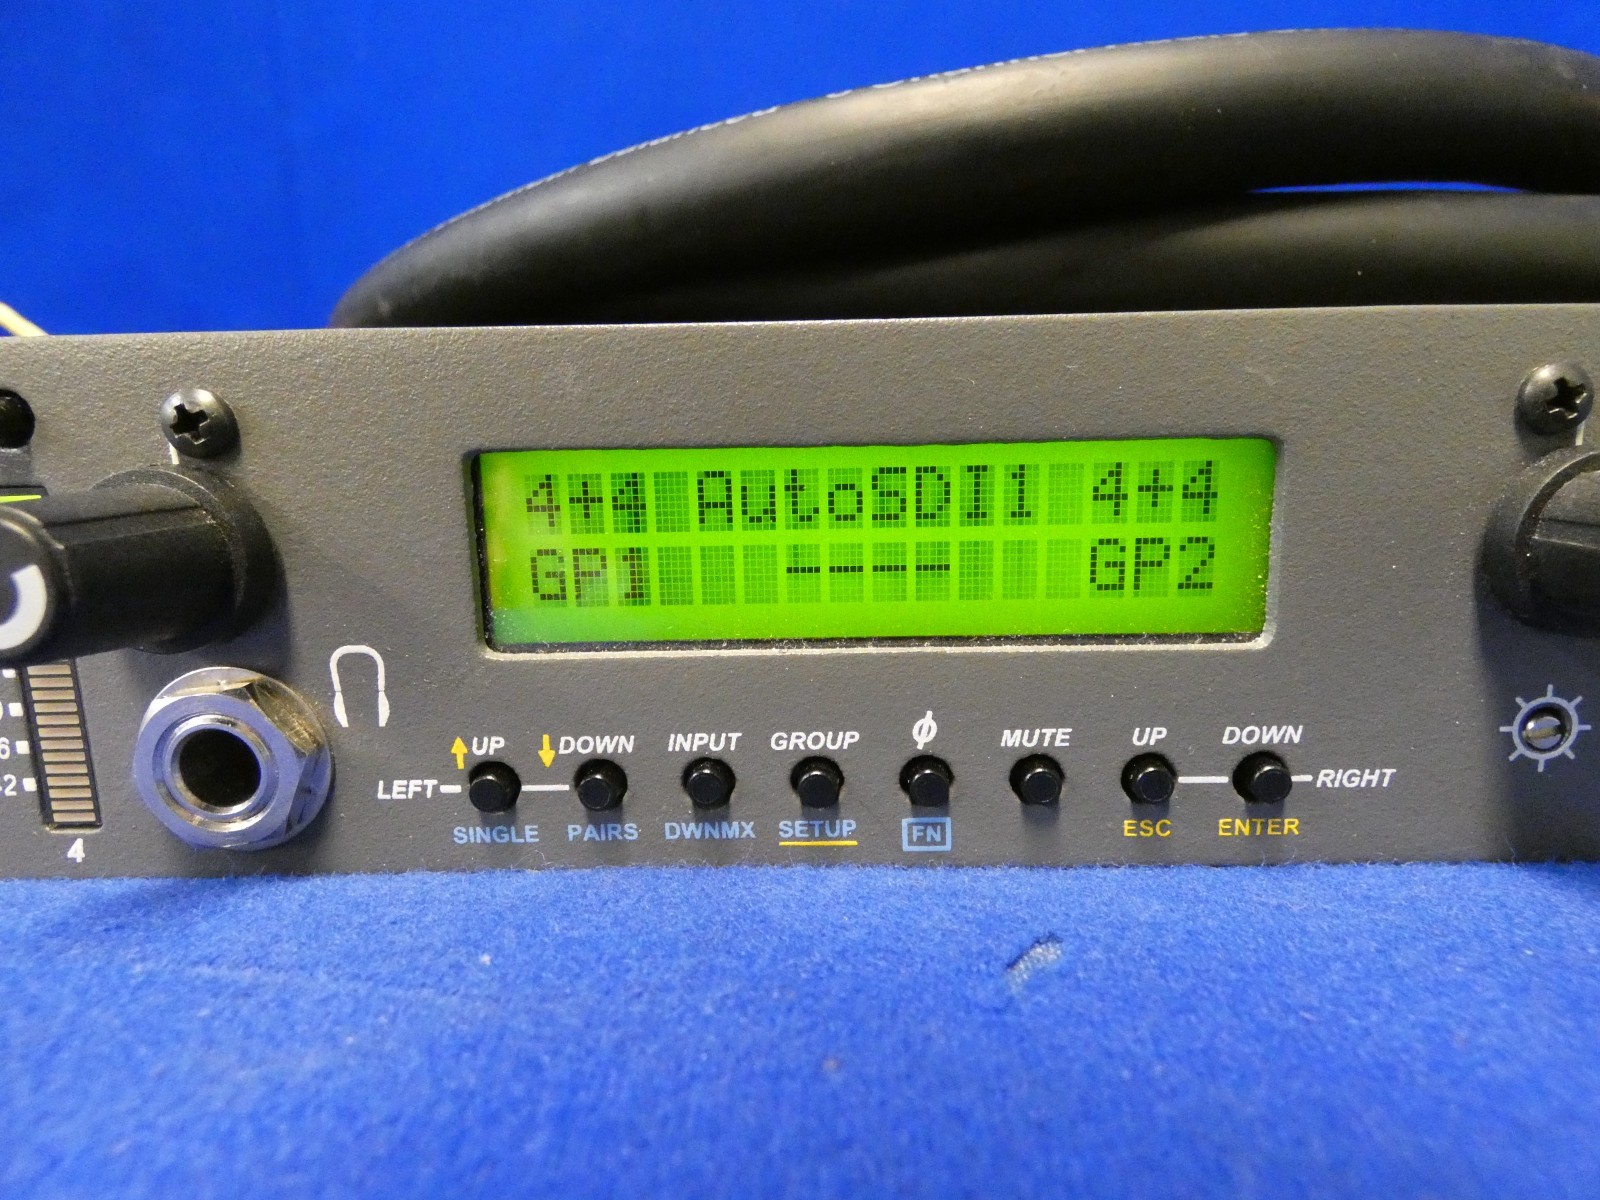 4+4 AutoSDI1 4+4
GP1 ---- GP2
UP DOWN INPUT GROUP ϕ MUTE UP DOWN
LEFT RIGHT
SINGLE PAIRS DWNMX SETUP FN ESC ENTER
4